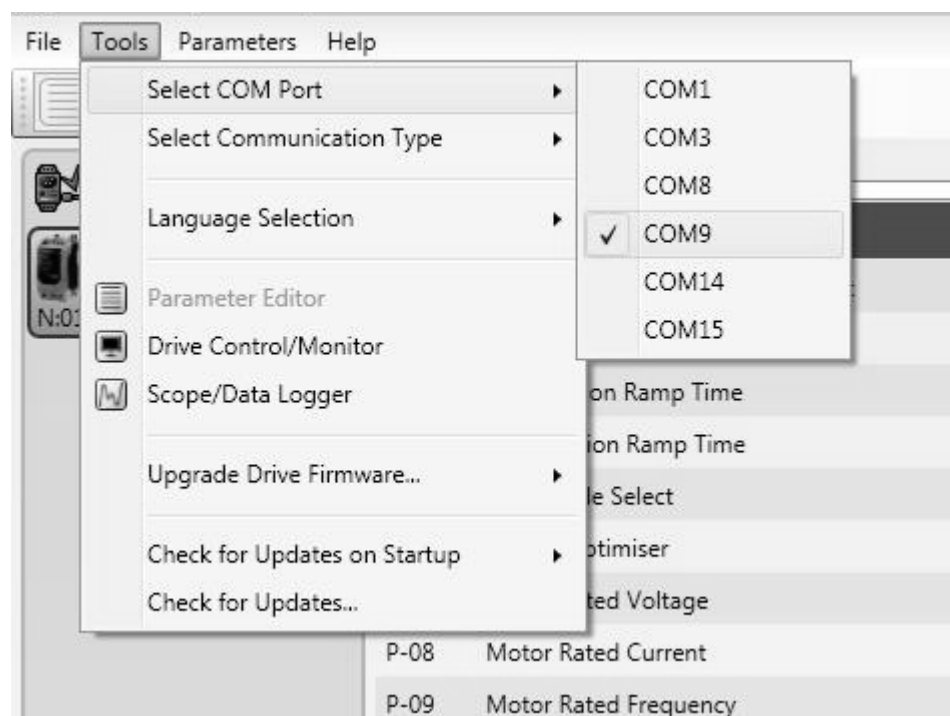 File Tools Parameters Help
Select COM Port COM1
Select Communication Type COM3
COM8
Language Selection COM9
COM14
Parameter Editor COM15
N:01
Drive Control/Monitor
Scope/Data Logger on Ramp Time
ion Ramp Time
Upgrade Drive Firmware... le Select
Check for Updates on Startup ptimiser
Check for Updates... ted Voltage
P-08 Motor Rated Current
P-09 Motor Rated Frequency